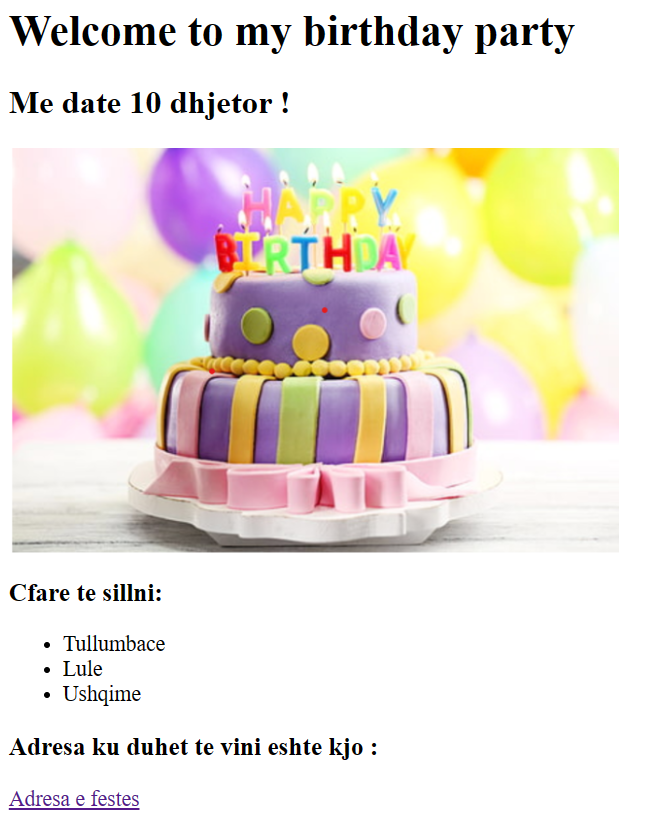 Welcome to my birthday party
Me date 10 dhjetor !
HAPPY
BIRTHDAY
Cfare te sillni:
Tullumbace
Lule
Ushqime
Adresa ku duhet te vini eshte kjo :
Adresa e festes